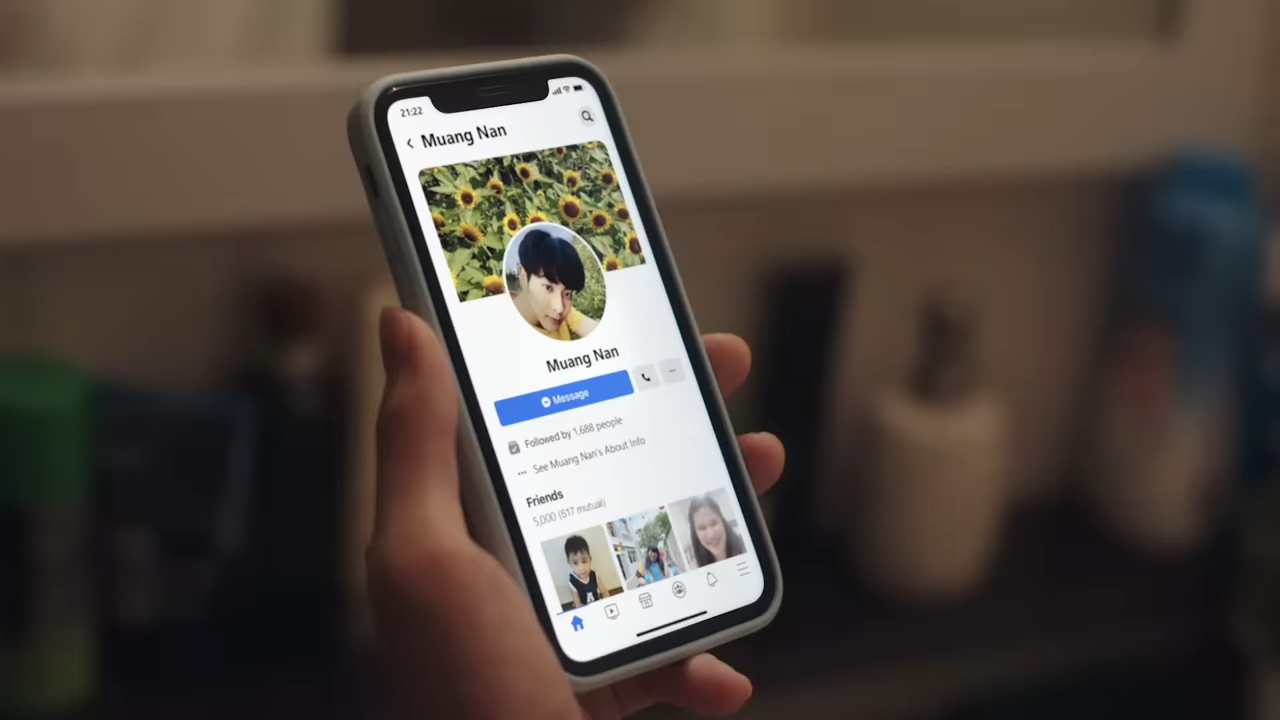 21:22
Muang Nan
Muang Nan
Message
Followed by 1,688 people
See Muang Nan's About Info
Friends
5,000 (517 mutual)